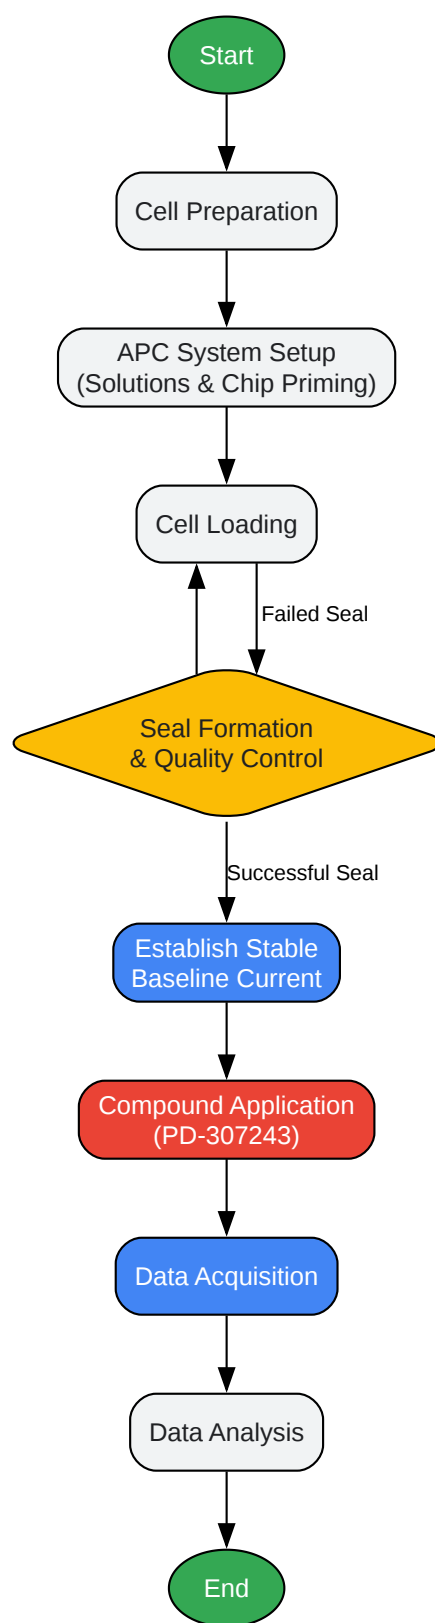 Start
Cell Preparation
APC System Setup
(Solutions & Chip Priming)
Cell Loading
Failed Seal
Seal Formation
& Quality Control
Successful Seal
Establish Stable
Baseline Current
Compound Application
(PD-307243)
Data Acquisition
Data Analysis
End